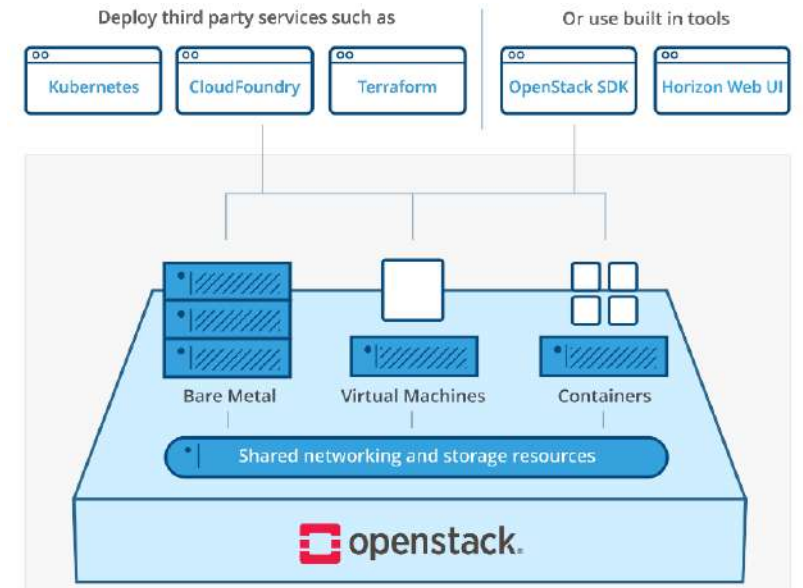 Deploy third party services such as
Or use built in tools
Kubernetes
CloudFoundry
Terraform
OpenStack SDK
Horizon Web UI
Bare Metal
Virtual Machines
Containers
Shared networking and storage resources
openstack.